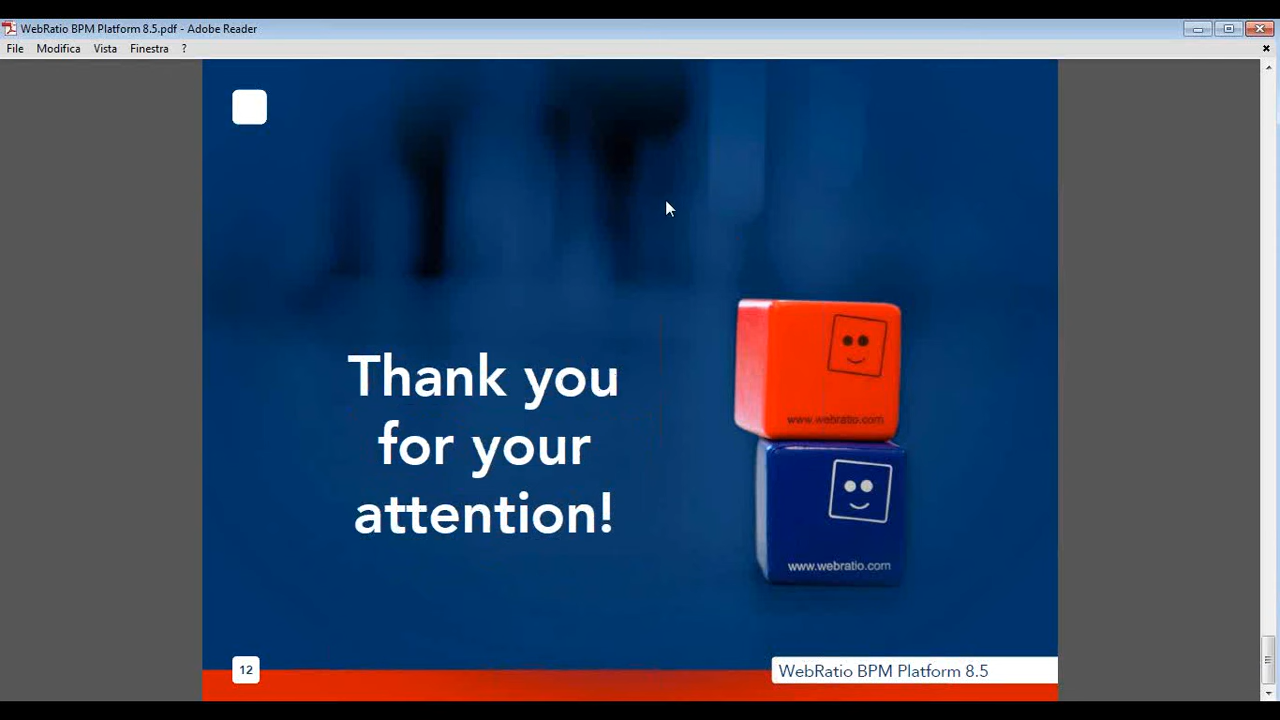 WebRatio BPM Platform 8.5.pdf - Adobe Reader
File Modifica Vista Finestra ?
Thank you
for your
attention!
www.webratio.com
www.webratio.com
12
WebRatio BPM Platform 8.5